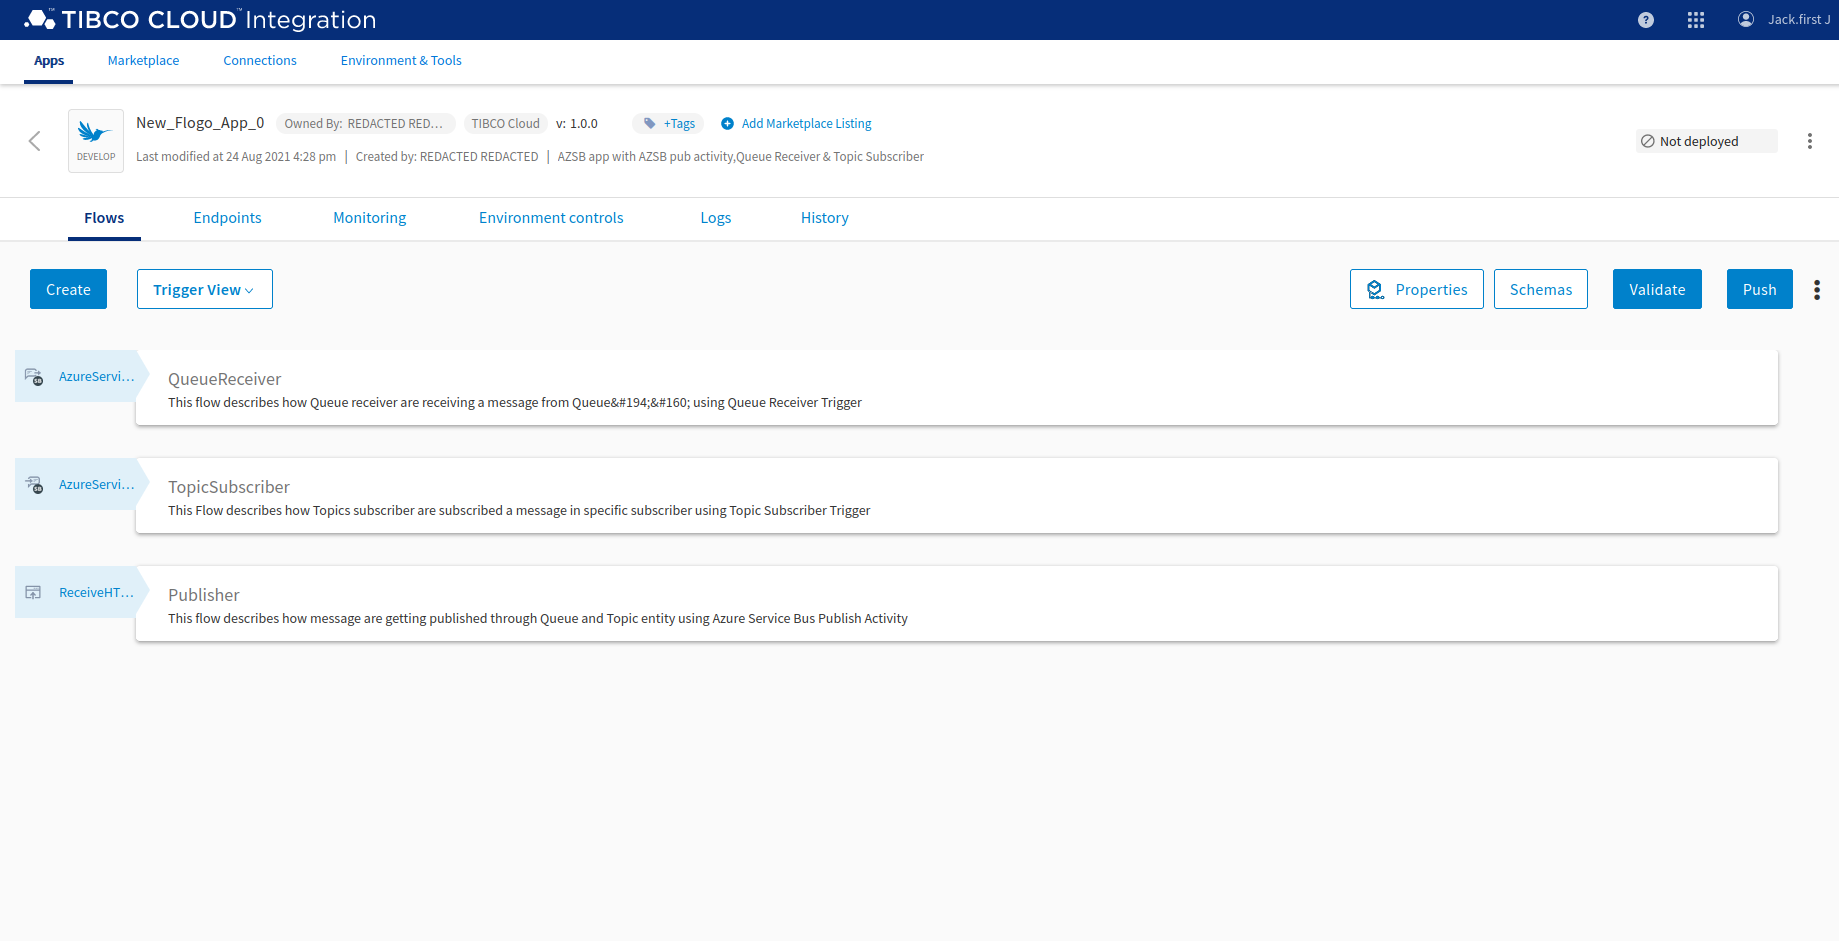 TIBCO CLOUD™ Integration
Jack.first J
Apps Marketplace Connections Environment & Tools
DEVELOP
New_Flogo_App_0 Owned By: REDACTED RED... TIBCO Cloud v: 1.0.0 +Tags Add Marketplace Listing
Last modified at 24 Aug 2021 4:28 pm | Created by: REDACTED REDACTED | AZSB app with AZSB pub activity,Queue Receiver & Topic Subscriber
Not deployed
Flows Endpoints Monitoring Environment controls Logs History
Create Trigger View Properties Schemas Validate Push
AzureServi...
QueueReceiver
This flow describes how Queue receiver are receiving a message from Queue&#194;&#160; using Queue Receiver Trigger
AzureServi...
TopicSubscriber
This Flow describes how Topics subscriber are subscribed a message in specific subscriber using Topic Subscriber Trigger
ReceiveHT...
Publisher
This flow describes how message are getting published through Queue and Topic entity using Azure Service Bus Publish Activity